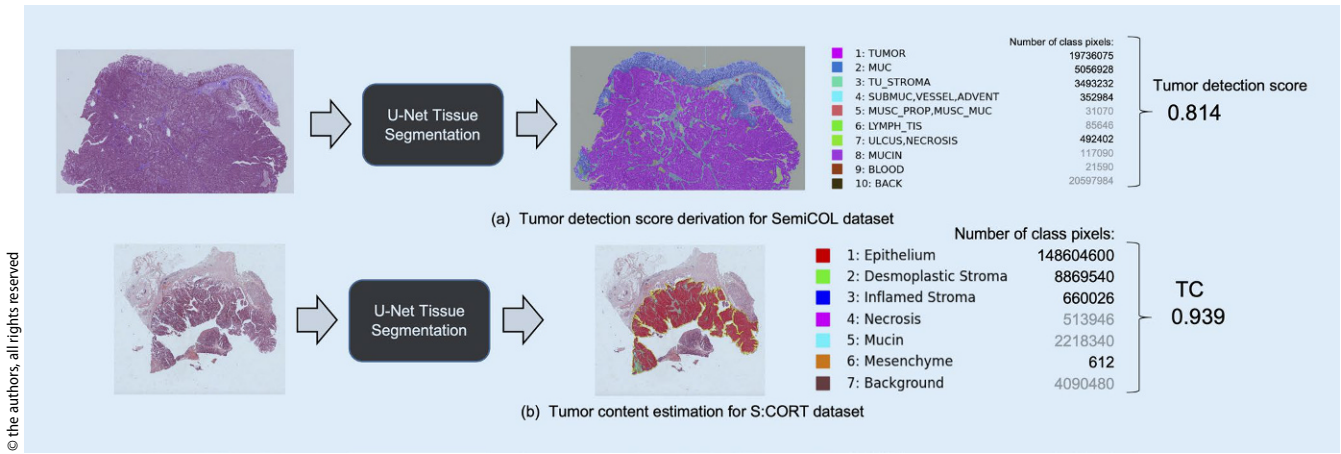 © the authors, all rights reserved
U-Net Tissue
Segmentation
Number of class pixels:
1: TUMOR 19736075
2: MUC 5056928
3: TU_STROMA 3493232
4: SUBMUC,VESSEL,ADVENT 352984
5: MUSC_PROP,MUSC_MUC 31070
6: LYMPH_TIS 85646
7: ULCUS,NECROSIS 492402
8: MUCIN 117090
9: BLOOD 21590
10: BACK 20597984
Tumor detection score
0.814
(a) Tumor detection score derivation for SemiCOL dataset
U-Net Tissue
Segmentation
Number of class pixels:
1: Epithelium 148604600
2: Desmoplastic Stroma 8869540
3: Inflamed Stroma 660026
4: Necrosis 513946
5: Mucin 2218340
6: Mesenchyme 612
7: Background 4090480
TC
0.939
(b) Tumor content estimation for S:CORT dataset